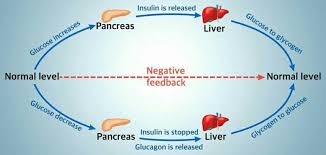 Insulin is released
Glucose increases
Pancreas
Liver
Glucose to glycogen
Normal level
Negative
feedback
Normal level
Glucose decrease
Pancreas
Insulin is stopped
Glucagon is released
Liver
Glycogen to glucose